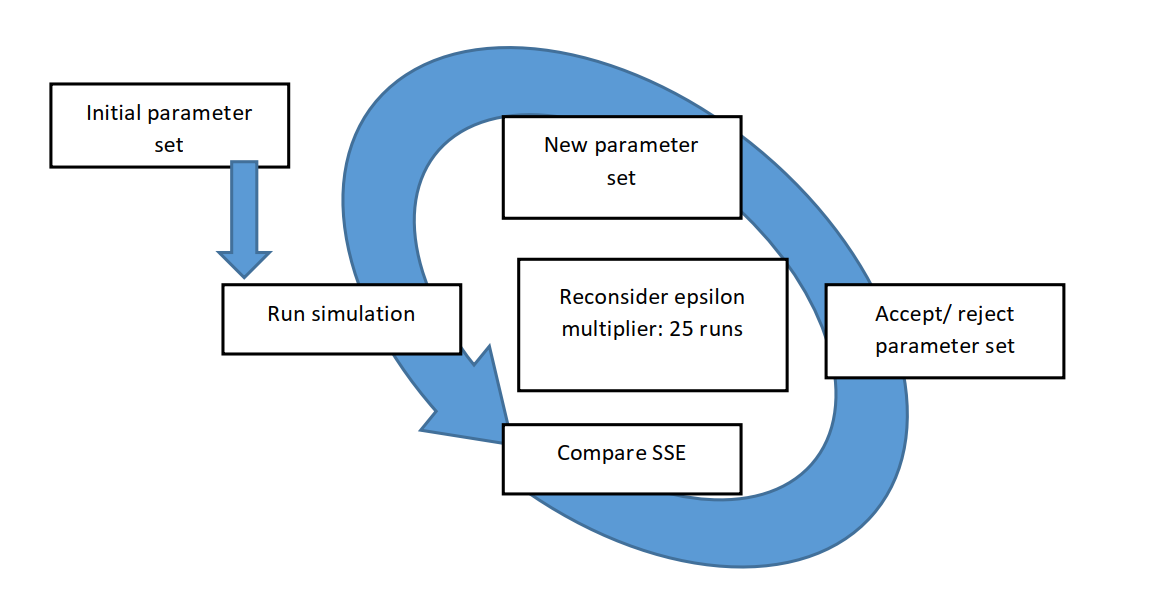 Initial parameter
set
New parameter
set
Reconsider epsilon
multiplier: 25 runs
Run simulation
Accept/ reject
parameter set
Compare SSE